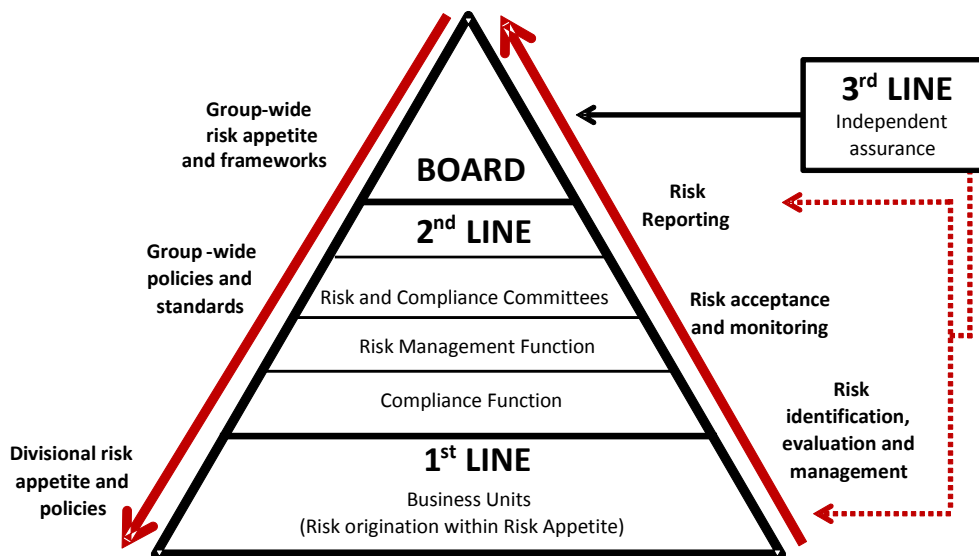 Group-wide
risk appetite
and frameworks
Group -wide
policies and
standards
Divisional risk
appetite and
policies
BOARD
2nd LINE
Risk and Compliance Committees
Risk Management Function
Compliance Function
1st LINE
Business Units
(Risk origination within Risk Appetite)
Risk
Reporting
Risk acceptance
and monitoring
Risk
identification,
evaluation and
management
3rd LINE
Independent
assurance